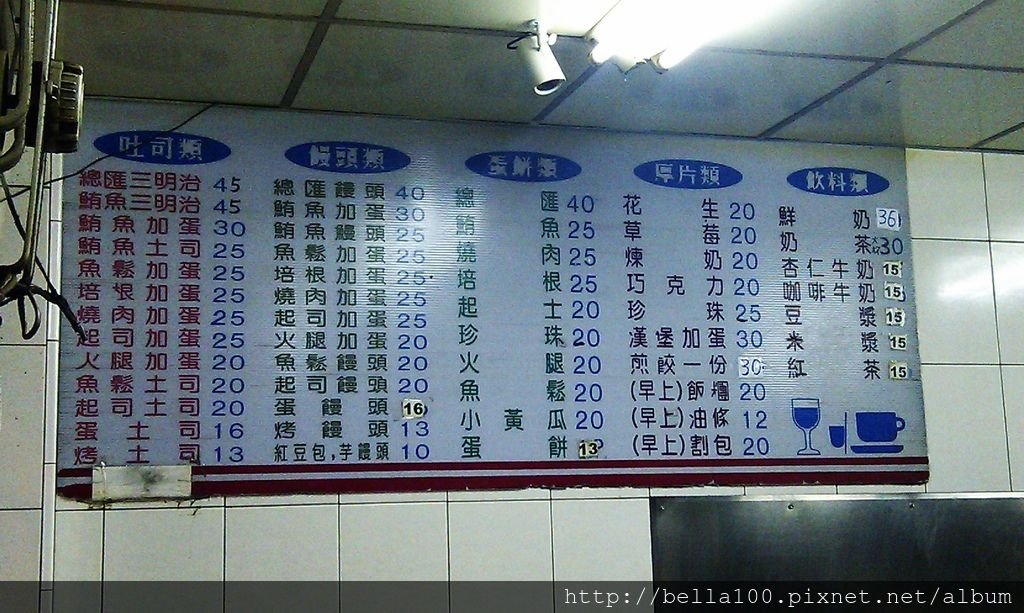 吐司類
總匯三明治 45
鮪魚三明治 45
鮪魚加蛋 30
鮪魚土司 25
魚鬆加蛋 25
培根加蛋 25
燒肉加蛋 25
起司加蛋 25
火腿加蛋 20
魚鬆土司 20
起司土司 20
蛋土司 16
烤土司 13
饅頭類
總匯饅頭 40
鮪魚加蛋 30
鮪魚饅頭 25
魚鬆加蛋 25
培根加蛋 25
燒肉加蛋 25
起司加蛋 25
火腿加蛋 20
魚鬆饅頭 20
起司饅頭 20
蛋饅頭 16
烤饅頭 13
紅豆包,芋饅頭 10
蛋餅類
總匯 40
鮪魚 25
燒肉 25
培根 25
起士 20
珍珠 20
火腿 20
魚鬆 20
小黃瓜 20
蛋餅 13
厚片類
花生 20
草莓 20
煉奶 20
巧克力 20
珍珠 25
漢堡加蛋 30
煎餃一份 30
(早上)飯糰 20
(早上)油條 12
(早上)割包 20
飲料類
鮮奶 36
奶茶 30
杏仁牛奶 15
咖啡牛奶 15
豆漿 15
米漿 15
紅茶 15
http://bella100.pixnet.net/album